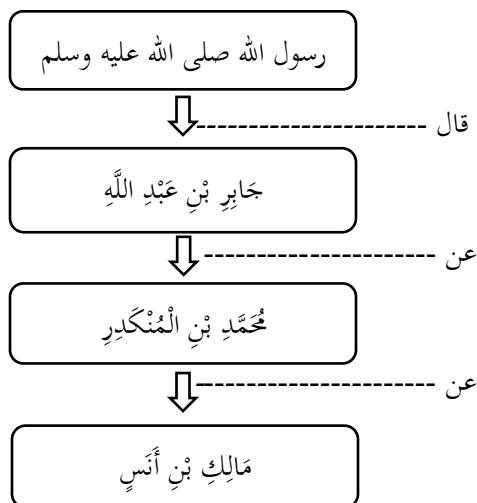 رسول الله صلى الله عليه وسلم
قال
جَابِرِ بْنِ عَبْدِ اللَّهِ
عن
مُحَمَّدِ بْنِ الْمُنْكَدِرِ
عن
مَالِكِ بْنِ أَنَسٍ